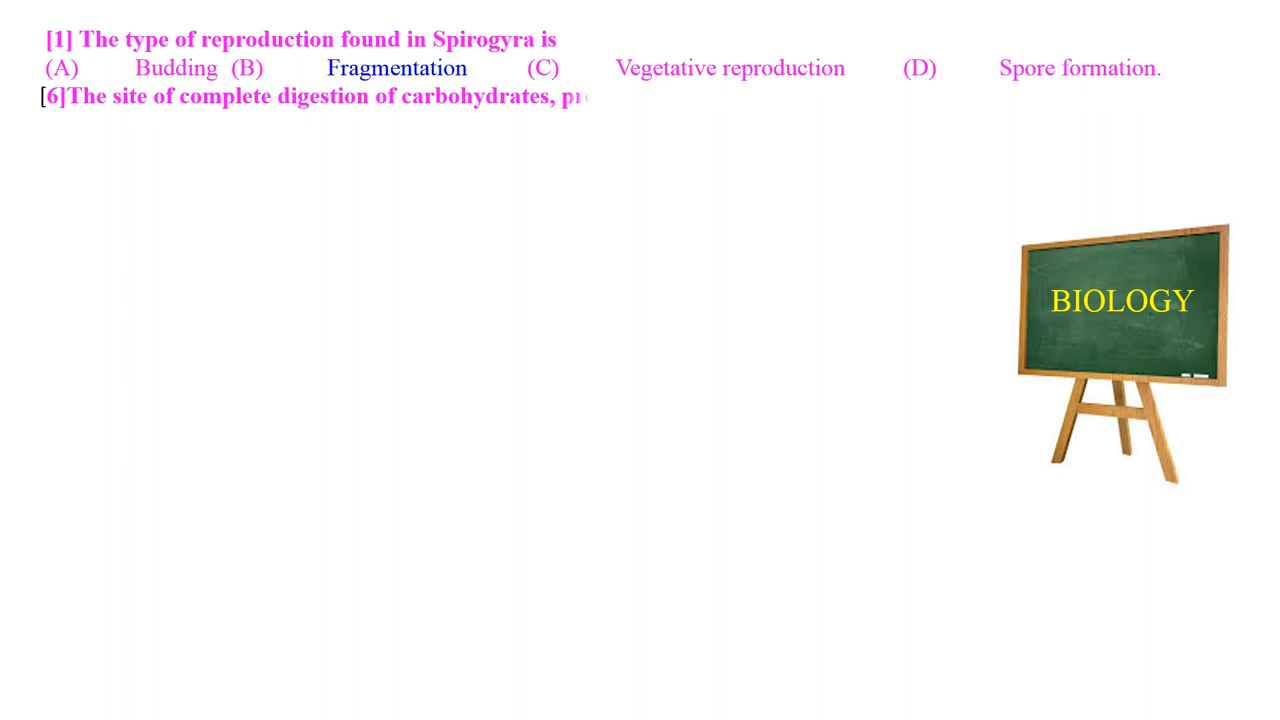 [1] The type of reproduction found in Spirogyra is
(A) Budding (B) Fragmentation (C) Vegetative reproduction (D) Spore formation.
[6]The site of complete digestion of carbohydrates,
BIOLOGY